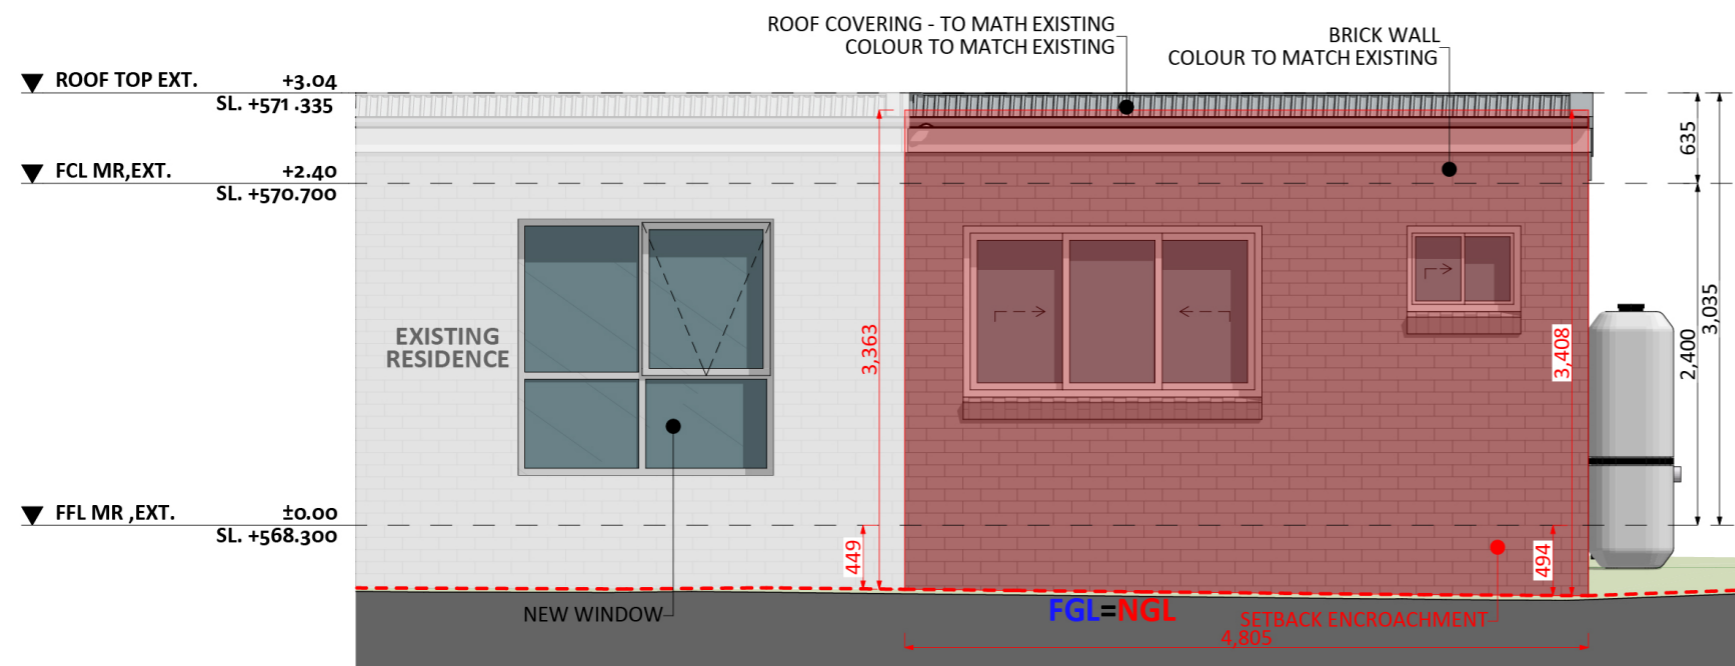 ROOF COVERING - TO MATH EXISTING
COLOUR TO MATCH EXISTING
BRICK WALL
COLOUR TO MATCH EXISTING
ROOF TOP EXT. +3.04
SL. +571.335
FCL MR,EXT. +2.40
SL. +570.700
635
3,035
2,400
EXISTING
RESIDENCE
3,363
3,408
FFL MR ,EXT. ±0.00
SL. +568.300
449
494
NEW WINDOW
FGL=NGL
SETBACK ENCROACHMENT
4,805